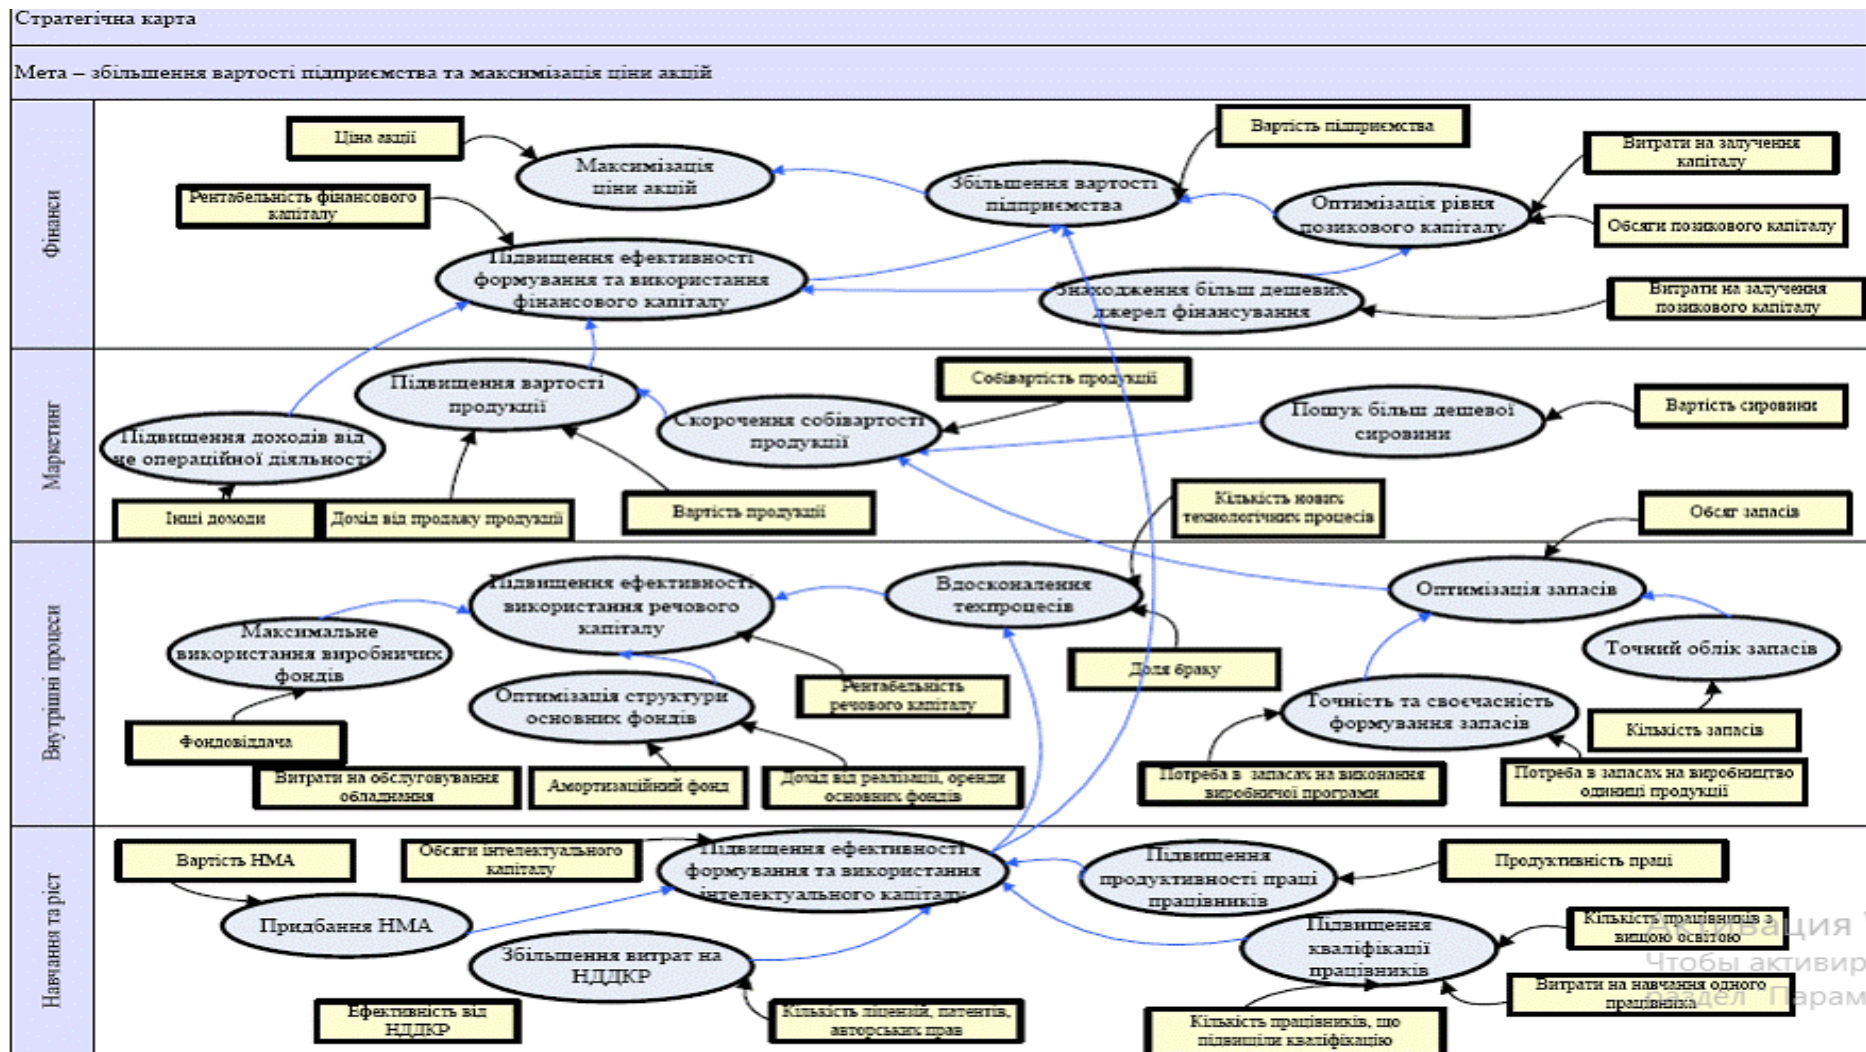 Стратегічна карта
Мета – збільшення вартості підприємства та максимізація ціни акцій
Фінанси
Ціна акції
Максимізація
ціни акцій
Вартість підприємства
Збільшення вартості
підприємства
Витрати на залучення
капіталу
Рентабельність фінансового
капіталу
Оптимізація рівня
позикового капіталу
Обсяги позикового капіталу
Підвищення ефективності
формування та використання
фінансового капіталу
Знаходження більш дешевих
джерел фінансування
Витрати на залучення
позикового капіталу
Маркетинг
Підвищення вартості
продукції
Собівартість продукції
Скорочення собівартості
продукції
Пошук більш дешевої
сировини
Вартість сировини
Підвищення доходів від
не операційної діяльності
Інші доходи
Дохід від продажу продукції
Вартість продукції
Кількість нових
технологічних процесів
Обсяг запасів
Внутрішні процеси
Підвищення ефективності
використання речового
капіталу
Вдосконалення
техпроцесів
Оптимізація запасів
Максимальне
використання виробничих
фондів
Точний облік запасів
Доля браку
Оптимізація структури
основних фондів
Рентабельність
речового капіталу
Точність та своєчасність
формування запасів
Кількість запасів
Фондовіддача
Витрати на обслуговування
обладнання
Амортизаційний фонд
Дохід від реалізації, оренди
основних фондів
Потреба в запасах на виконання
виробничої програми
Потреба в запасах на виробництво
одиниці продукції
Навчання та ріст
Вартість НМА
Обсяги інтелектуального
капіталу
Підвищення ефективності
формування та використання
інтелектуального капіталу
Підвищення
продуктивності праці
працівників
Продуктивність праці
Придбання НМА
Збільшення витрат на
НДДКР
Підвищення
кваліфікації
працівників
Кількість працівників з
вищою освітою
Ефективність від
НДДКР
Кількість ліцензій, патентів,
авторських прав
Витрати на навчання одного
працівника
Кількість працівників, що
підвищіли кваліфікацію
Активация
Чтобы активир
раздел "Парам